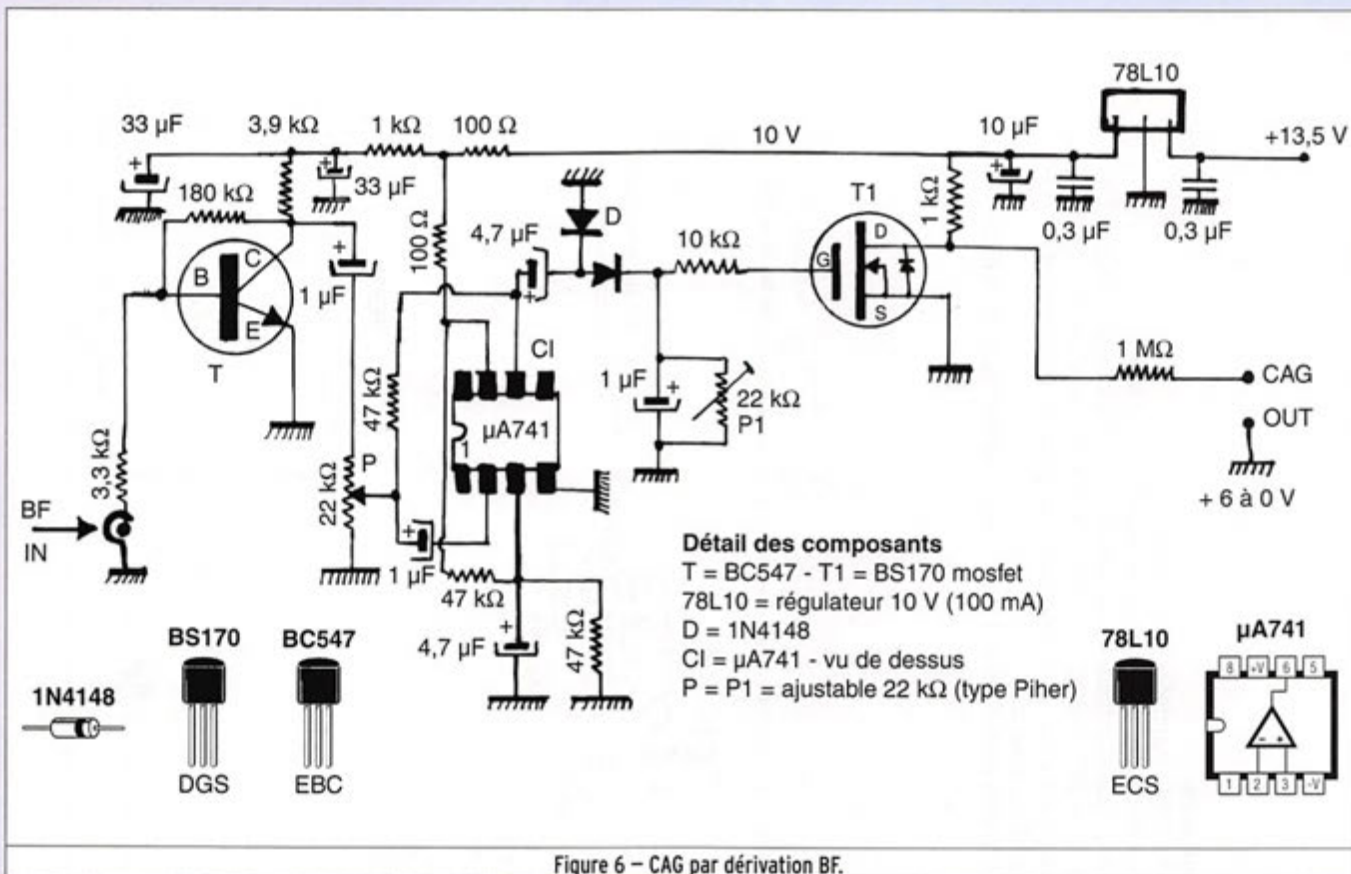 78L10
33 µF
3,9 kΩ
1 kΩ
100 Ω
10 V
10 µF
+13,5 V
+
180 kΩ
+
33 µF
+
1 kΩ
0,3 µF
0,3 µF
D
T1
4,7 µF
100 Ω
10 kΩ
D
G
S
B
C
E
T
+
1 µF
+
CI
1 MΩ
CAG
OUT
+ 6 à 0 V
47 kΩ
µA741
1
1 µF
+
22 kΩ
P1
3,3 kΩ
22 kΩ
P
BF
IN
+
1 µF
47 kΩ
+
4,7 µF
47 kΩ
Détail des composants
T = BC547 - T1 = BS170 mosfet
78L10 = régulateur 10 V (100 mA)
D = 1N4148
CI = µA741 - vu de dessus
P = P1 = ajustable 22 kΩ (type Piher)
1N4148
BS170
DGS
BC547
EBC
78L10
ECS
µA741
8 +V 6 5
- +
1 2 3 -V
Figure 6 – CAG par dérivation BF.